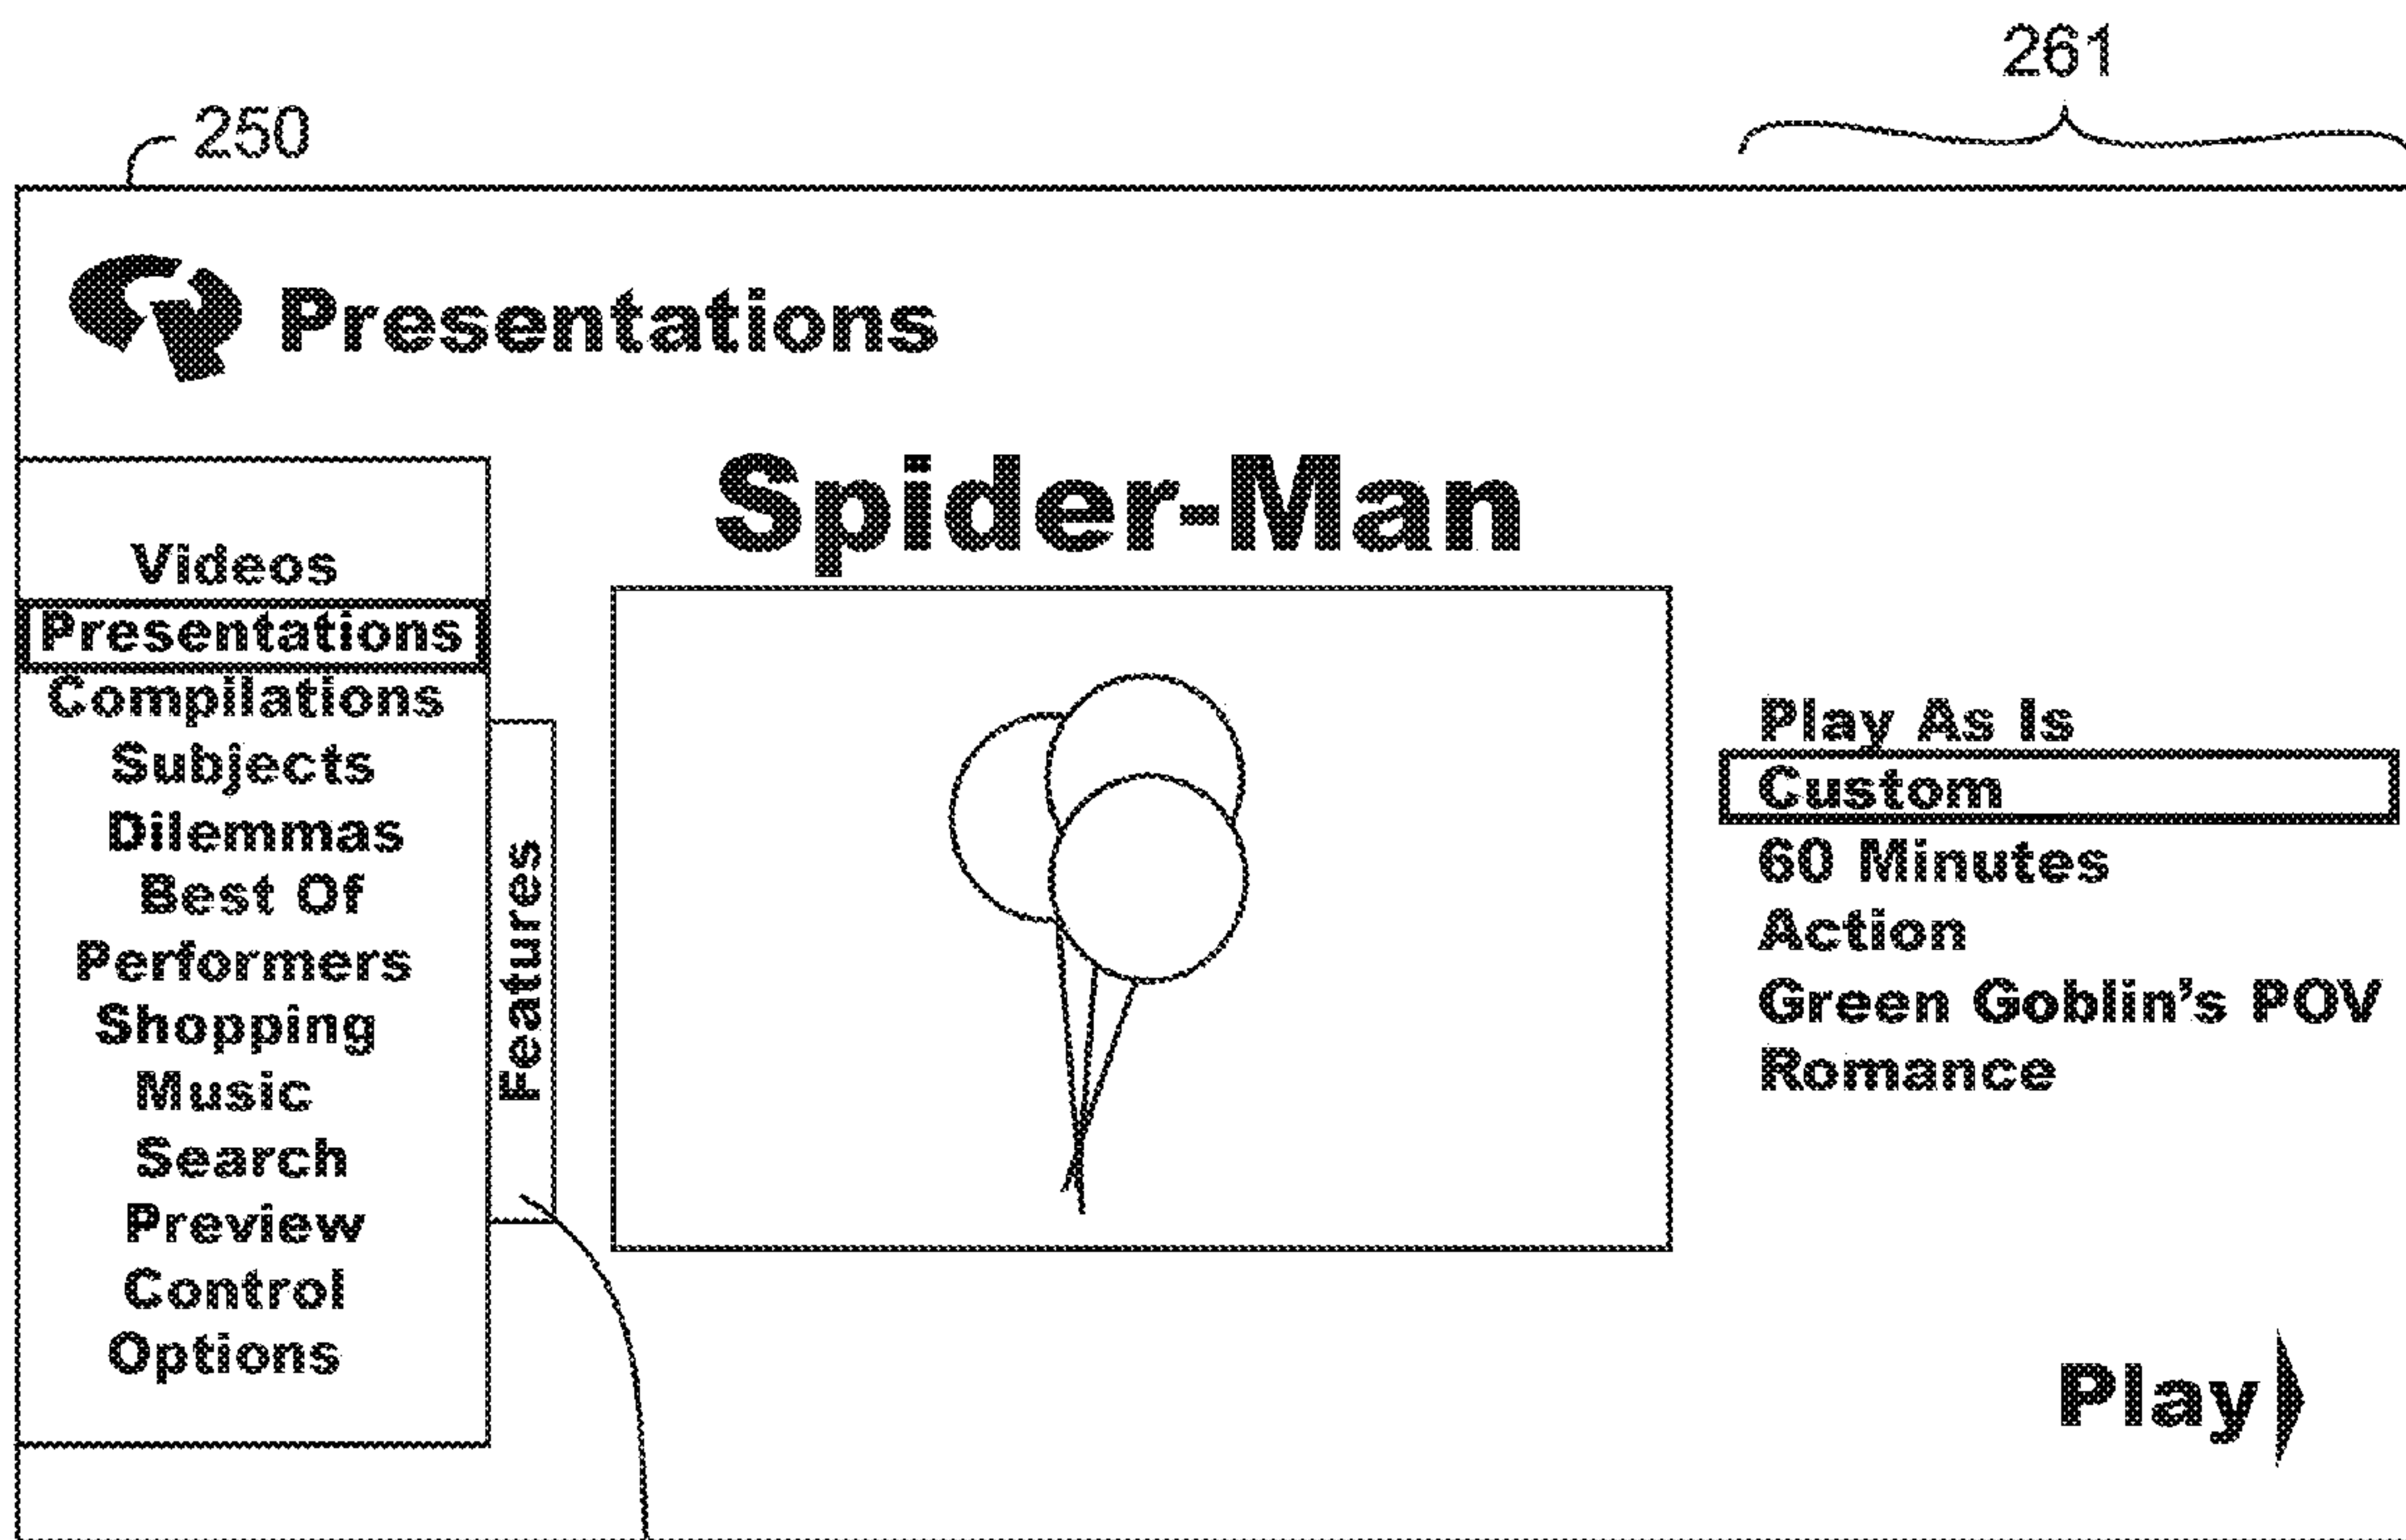 261
250
Presentations
Spider-Man
Videos
Presentations
Compilations
Subjects
Dilemmas
Best Of
Performers
Shopping
Music
Search
Preview
Control
Options
Features
Play As Is
Custom
60 Minutes
Action
Green Goblin's POV
Romance
Play